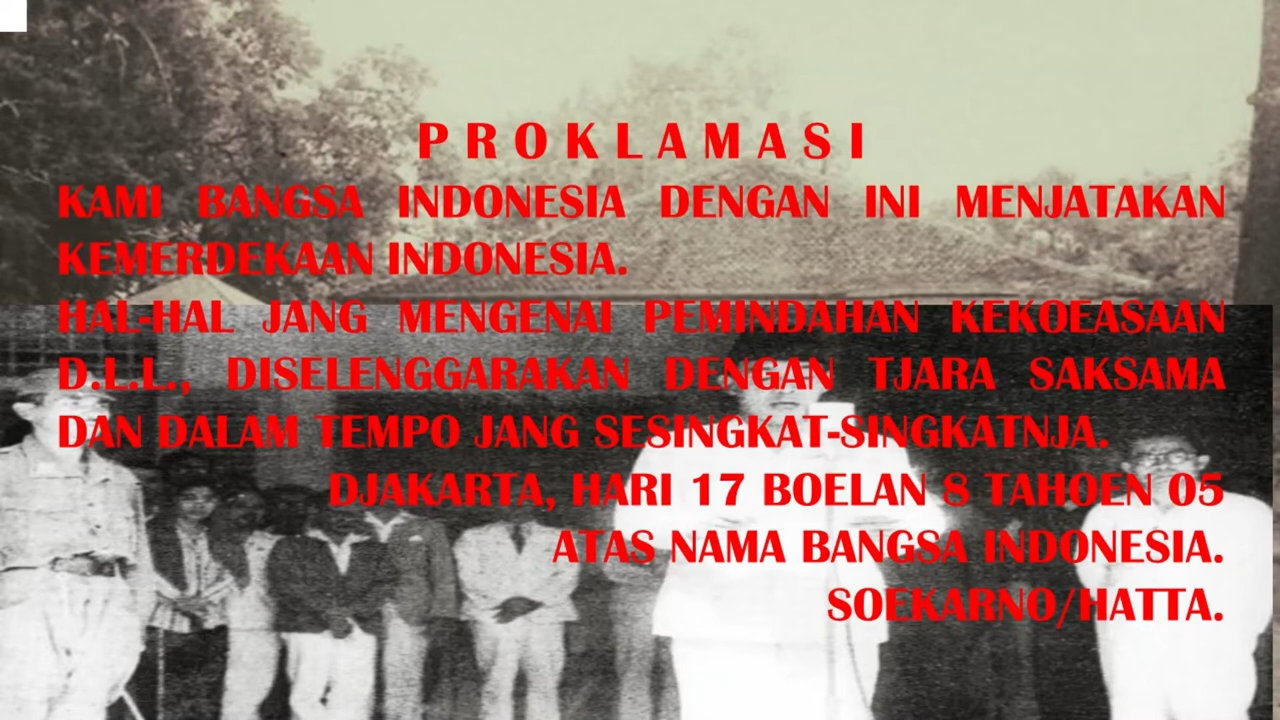 PROKLAMASI
KAMI BANGSA INDONESIA DENGAN INI MENJATAKAN
KEMERDEKAAN INDONESIA.
HAL-HAL JANG MENGENAI PEMINDAHAN KEKOEASAAN
D.L.L., DISELENGGARAKAN DENGAN TJARA SAKSAMA
DAN DALAM TEMPO JANG SESINGKAT-SINGKATNJA.
DJAKARTA, HARI 17 BOELAN 8 TAHOEN 05
ATAS NAMA BANGSA INDONESIA.
SOEKARNO/HATTA.